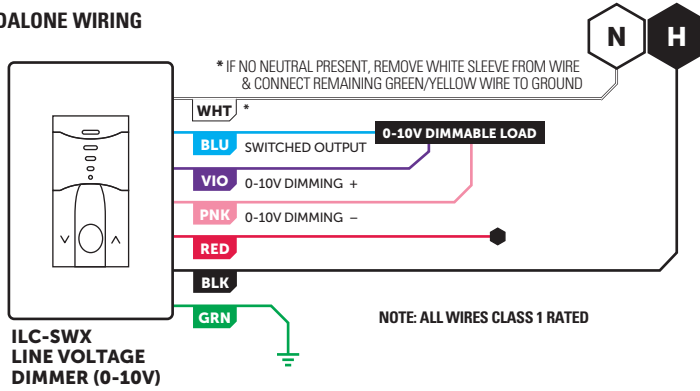 DALONE WIRING
N
H
* IF NO NEUTRAL PRESENT, REMOVE WHITE SLEEVE FROM WIRE
& CONNECT REMAINING GREEN/YELLOW WIRE TO GROUND
WHT *
BLU SWITCHED OUTPUT
0-10V DIMMABLE LOAD
VIO 0-10V DIMMING +
PNK 0-10V DIMMING –
RED
BLK
GRN
NOTE: ALL WIRES CLASS 1 RATED
ILC-SWX
LINE VOLTAGE
DIMMER (0-10V)